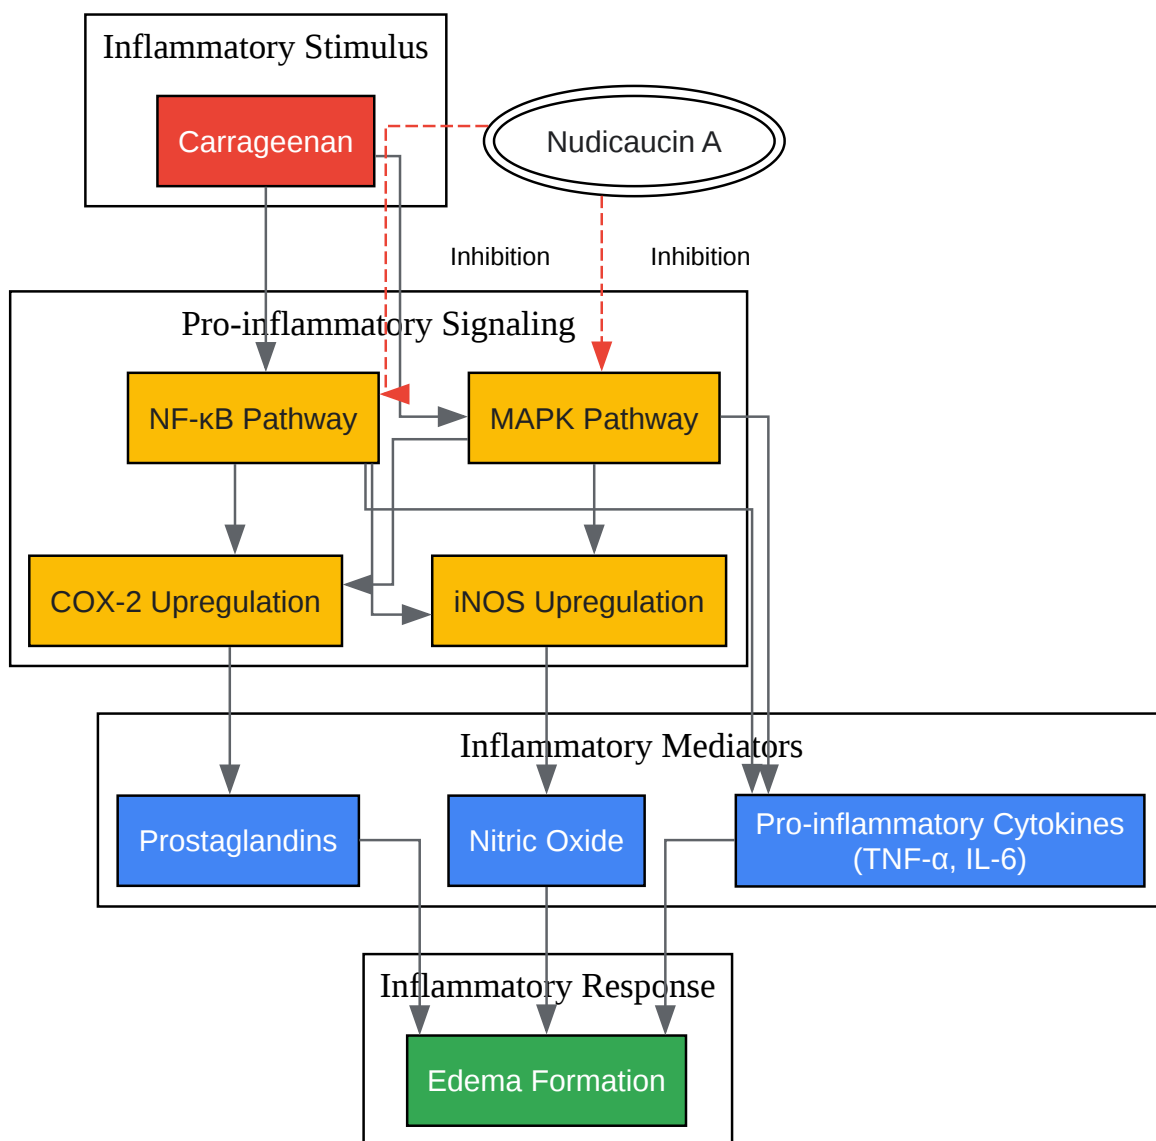 Inflammatory Stimulus
Carrageenan
Nudicaucin A
Inhibition
Inhibition
Pro-inflammatory Signaling
NF-κB Pathway
MAPK Pathway
COX-2 Upregulation
iNOS Upregulation
Inflammatory Mediators
Prostaglandins
Nitric Oxide
Pro-inflammatory Cytokines
(TNF-α, IL-6)
Inflammatory Response
Edema Formation